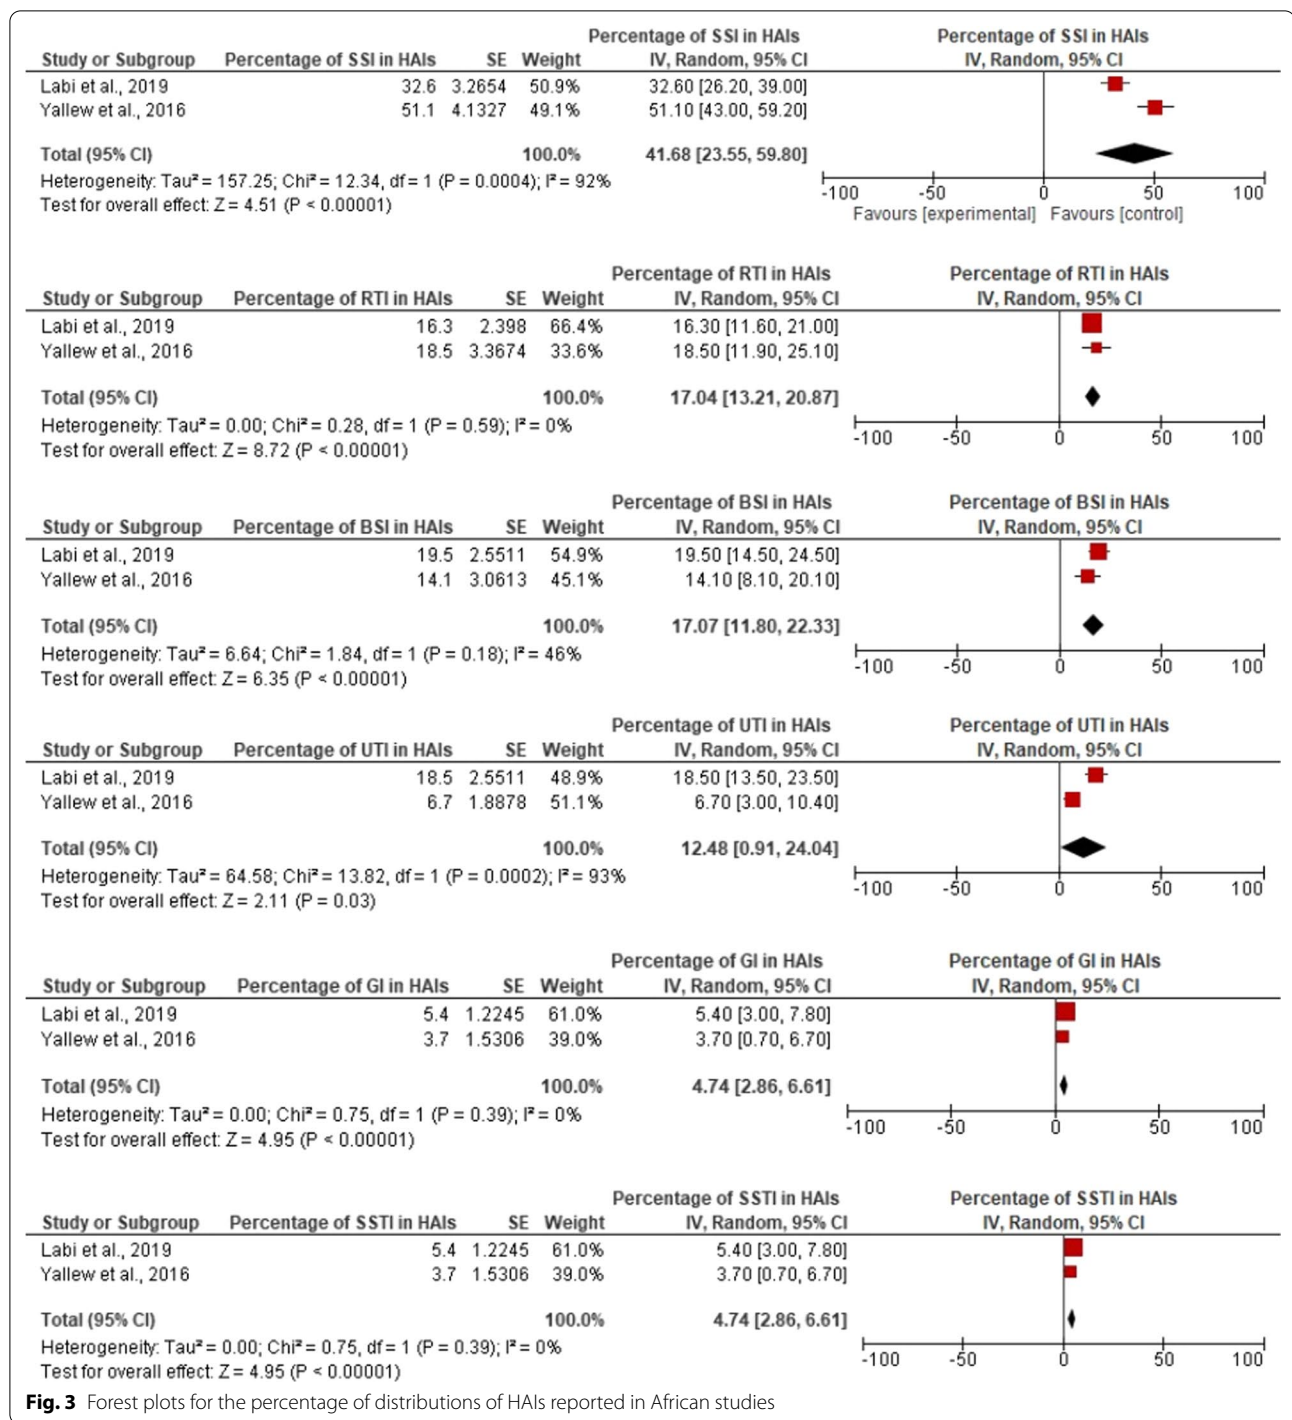 Percentage of SSI in HAIs Percentage of SSI in HAIs
Study or Subgroup Percentage of SSI in HAIs SE Weight IV, Random, 95% CI IV, Random, 95% CI
Labi et al., 2019 32.6 3.2654 50.9% 32.60 [26.20, 39.00]
Yallew et al., 2016 51.1 4.1327 49.1% 51.10 [43.00, 59.20]
Total (95% CI) 100.0% 41.68 [23.55, 59.80]
Heterogeneity: Tau² = 157.25; Chi² = 12.34, df = 1 (P = 0.0004); I² = 92%
Test for overall effect: Z = 4.51 (P < 0.00001)
-100 -50 0 50 100
Favours [experimental] Favours [control]
Percentage of RTI in HAIs Percentage of RTI in HAIs
Study or Subgroup Percentage of RTI in HAIs SE Weight IV, Random, 95% CI IV, Random, 95% CI
Labi et al., 2019 16.3 2.398 66.4% 16.30 [11.60, 21.00]
Yallew et al., 2016 18.5 3.3674 33.6% 18.50 [11.90, 25.10]
Total (95% CI) 100.0% 17.04 [13.21, 20.87]
Heterogeneity: Tau² = 0.00; Chi² = 0.28, df = 1 (P = 0.59); I² = 0%
Test for overall effect: Z = 8.72 (P < 0.00001)
-100 -50 0 50 100
Percentage of BSI in HAIs Percentage of BSI in HAIs
Study or Subgroup Percentage of BSI in HAIs SE Weight IV, Random, 95% CI IV, Random, 95% CI
Labi et al., 2019 19.5 2.5511 54.9% 19.50 [14.50, 24.50]
Yallew et al., 2016 14.1 3.0613 45.1% 14.10 [8.10, 20.10]
Total (95% CI) 100.0% 17.07 [11.80, 22.33]
Heterogeneity: Tau² = 6.64; Chi² = 1.84, df = 1 (P = 0.18); I² = 46%
Test for overall effect: Z = 6.35 (P < 0.00001)
-100 -50 0 50 100
Percentage of UTI in HAIs Percentage of UTI in HAIs
Study or Subgroup Percentage of UTI in HAIs SE Weight IV, Random, 95% CI IV, Random, 95% CI
Labi et al., 2019 18.5 2.5511 48.9% 18.50 [13.50, 23.50]
Yallew et al., 2016 6.7 1.8878 51.1% 6.70 [3.00, 10.40]
Total (95% CI) 100.0% 12.48 [0.91, 24.04]
Heterogeneity: Tau² = 64.58; Chi² = 13.82, df = 1 (P = 0.0002); I² = 93%
Test for overall effect: Z = 2.11 (P = 0.03)
-100 -50 0 50 100
Percentage of GI in HAIs Percentage of GI in HAIs
Study or Subgroup Percentage of GI in HAIs SE Weight IV, Random, 95% CI IV, Random, 95% CI
Labi et al., 2019 5.4 1.2245 61.0% 5.40 [3.00, 7.80]
Yallew et al., 2016 3.7 1.5306 39.0% 3.70 [0.70, 6.70]
Total (95% CI) 100.0% 4.74 [2.86, 6.61]
Heterogeneity: Tau² = 0.00; Chi² = 0.75, df = 1 (P = 0.39); I² = 0%
Test for overall effect: Z = 4.95 (P < 0.00001)
-100 -50 0 50 100
Percentage of SSTI in HAIs Percentage of SSTI in HAIs
Study or Subgroup Percentage of SSTI in HAIs SE Weight IV, Random, 95% CI IV, Random, 95% CI
Labi et al., 2019 5.4 1.2245 61.0% 5.40 [3.00, 7.80]
Yallew et al., 2016 3.7 1.5306 39.0% 3.70 [0.70, 6.70]
Total (95% CI) 100.0% 4.74 [2.86, 6.61]
Heterogeneity: Tau² = 0.00; Chi² = 0.75, df = 1 (P = 0.39); I² = 0%
Test for overall effect: Z = 4.95 (P < 0.00001)
-100 -50 0 50 100
Fig. 3 Forest plots for the percentage of distributions of HAIs reported in African studies